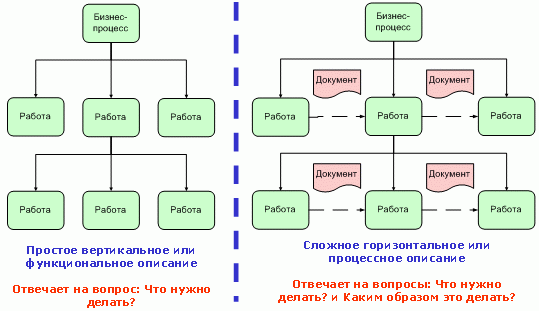 Бизнес-
процесс
Работа
Работа
Работа
Работа
Работа
Работа
Простое вертикальное или
функциональное описание
Отвечает на вопрос: Что нужно
делать?
Бизнес-
процесс
Документ
Документ
Работа
Работа
Работа
Документ
Документ
Работа
Работа
Работа
Сложное горизонтальное или
процессное описание
Отвечает на вопросы: Что нужно
делать? и Каким образом это делать?